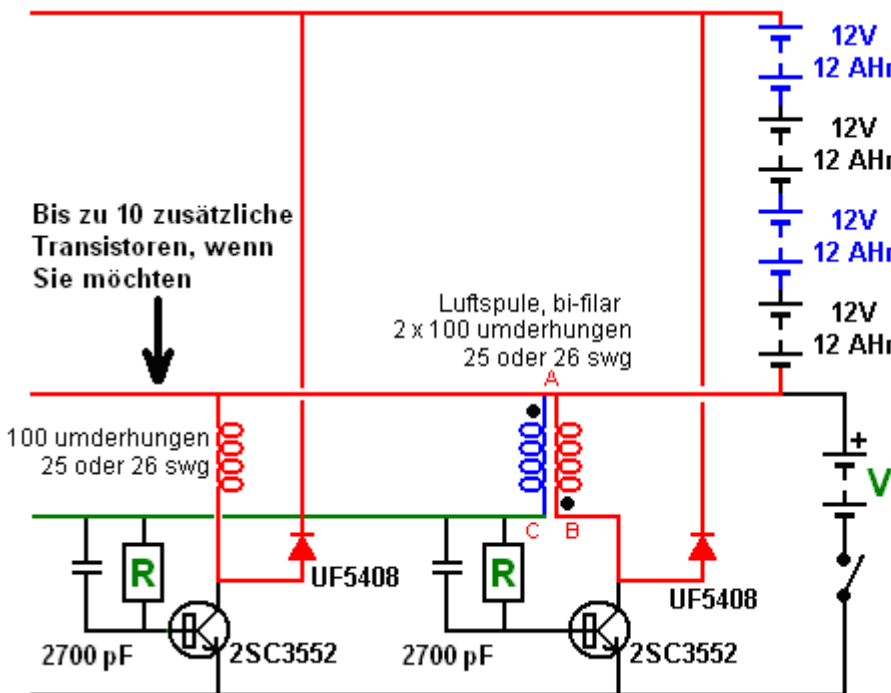 12V
12 AHr
12V
12 AHr
12V
12 AHr
12V
12 AHr
Bis zu 10 zusätzliche
Transistoren, wenn
Sie möchten
Luftspule, bi-filar
2 x 100 umderhungen
25 oder 26 swg
A
100 umderhungen
25 oder 26 swg
+
V
C
B
R
UF5408
R
UF5408
2700 pF
2SC3552
2700 pF
2SC3552